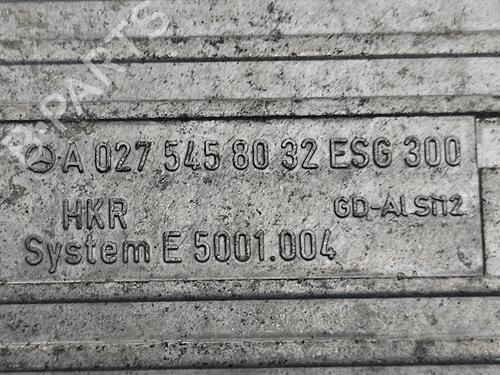 B-PARTS
A 027 545 80 32 ESG 300
HKR GD-AlSi12
System E 5001.004